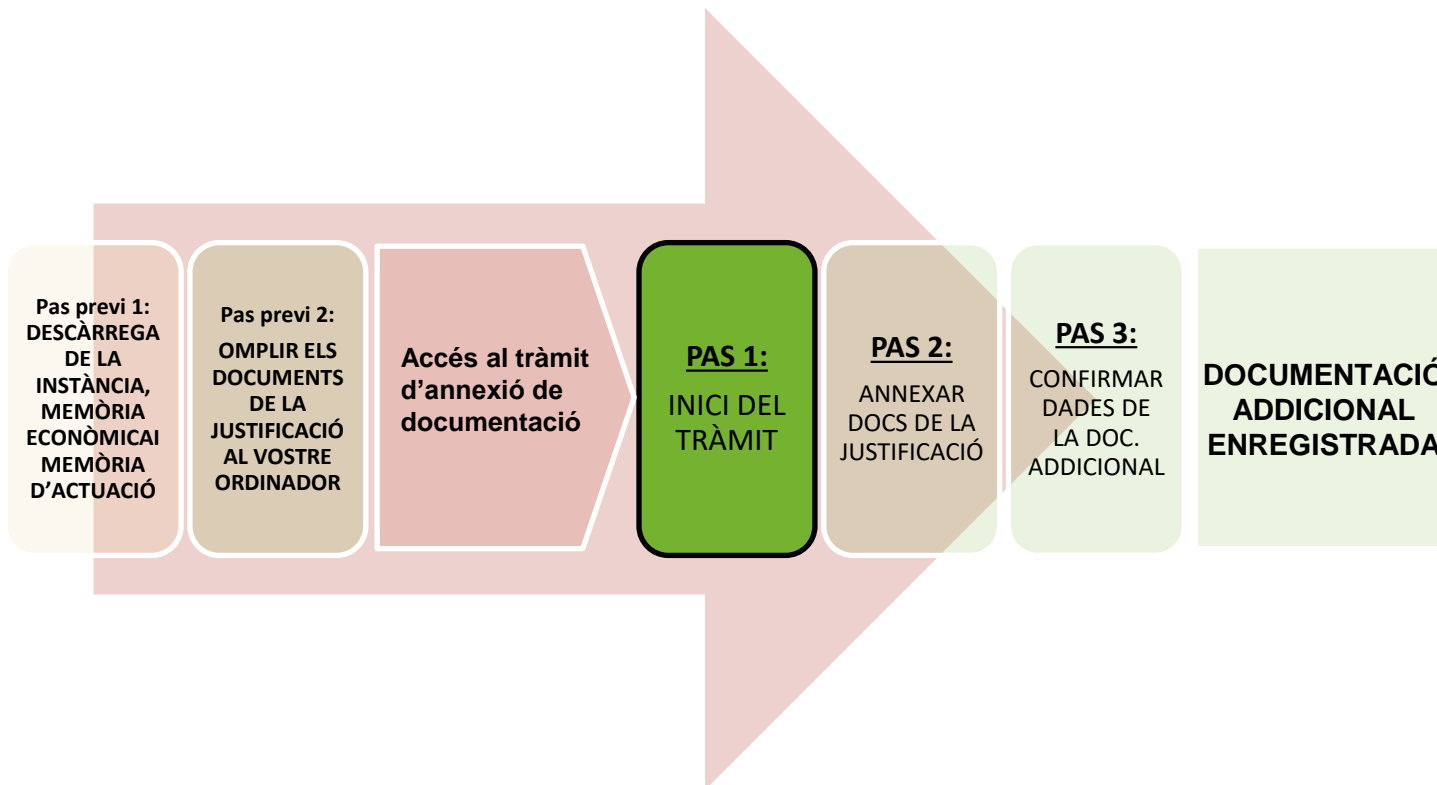 Pas previ 1:
DESCÀRREGA
DE LA
INSTÀNCIA,
MEMÒRIA
ECONÒMICAI
MEMÒRIA
D'ACTUACIÓ
Pas previ 2:
OMPLIR ELS
DOCUMENTS
DE LA
JUSTIFICACIÓ
AL VOSTRE
ORDINADOR
Accés al tràmit
d'annexió de
documentació
PAS 1:
INICI DEL
TRÀMIT
PAS 2:
ANNEXAR
DOCS DE LA
JUSTIFICACIÓ
PAS 3:
CONFIRMAR
DADES DE
LA DOC.
ADDICIONAL
DOCUMENTACIÓ
ADDICIONAL
ENREGISTRADA